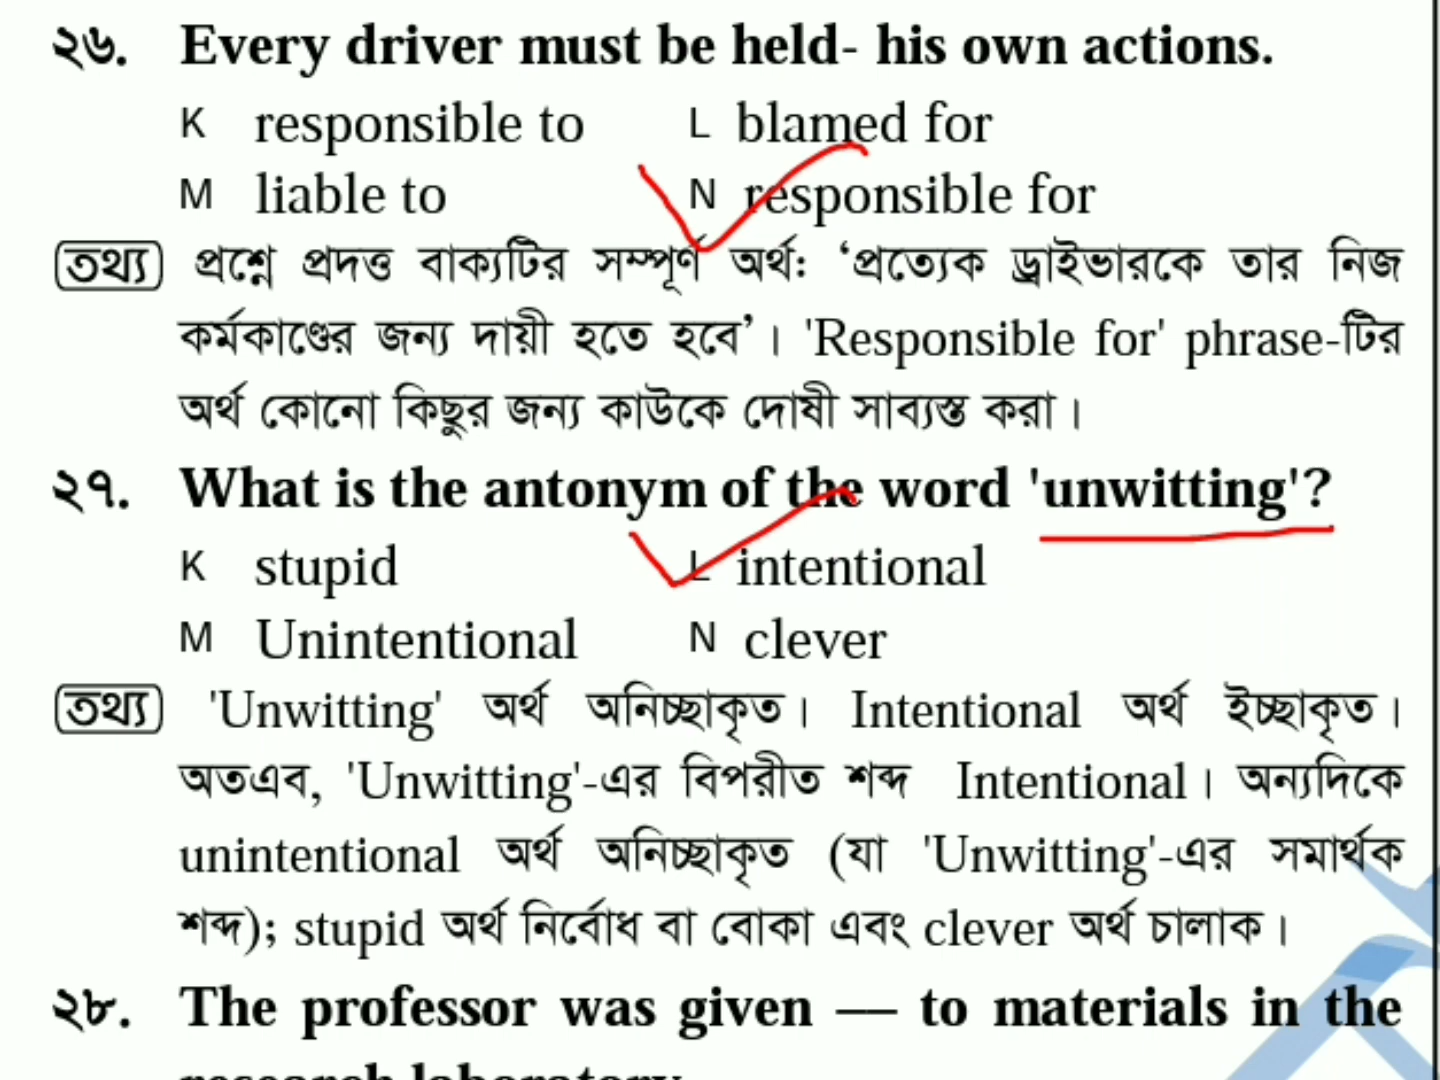 ২৬. Every driver must be held- his own actions.
K responsible to L blamed for
M liable to N responsible for
তথ্য প্রশ্নে প্রদত্ত বাক্যটির সম্পূর্ণ অর্থ: ‘প্রত্যেক ড্রাইভারকে তার নিজ
কর্মকাণ্ডের জন্য দায়ী হতে হবে’। 'Responsible for' phrase-টির
অর্থ কোনো কিছুর জন্য কাউকে দোষী সাব্যস্ত করা।
২৭. What is the antonym of the word 'unwitting'?
K stupid L intentional
M Unintentional N clever
তথ্য 'Unwitting' অর্থ অনিচ্ছাকৃত। Intentional অর্থ ইচ্ছাকৃত।
অতএব, 'Unwitting'-এর বিপরীত শব্দ Intentional। অন্যদিকে
unintentional অর্থ অনিচ্ছাকৃত (যা 'Unwitting'-এর সমার্থক
শব্দ); stupid অর্থ নির্বোধ বা বোকা এবং clever অর্থ চালাক।
২৮. The professor was given — to materials in the
research laboratory